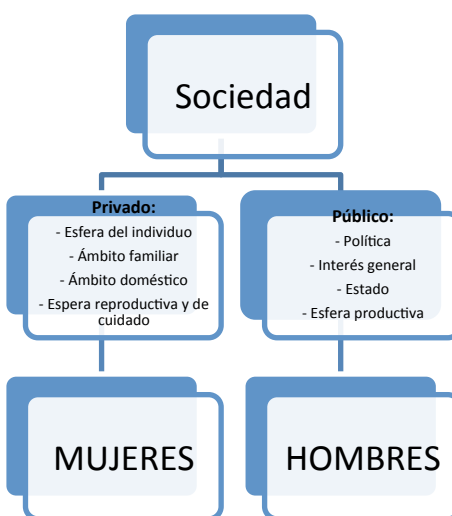 Sociedad
Privado:
- Esfera del individuo
- Ámbito familiar
- Ámbito doméstico
- Espera reproductiva y de
cuidado
Público:
- Política
- Interés general
- Estado
- Esfera productiva
MUJERES
HOMBRES